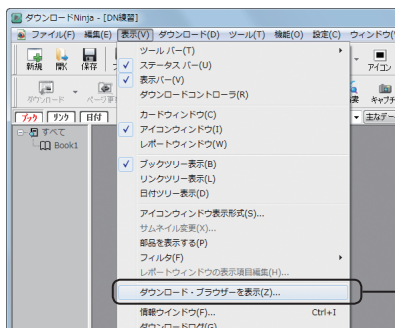 ダウンロードNinja - [DN練習]
ファイル(F) 編集(E) 表示(V) ダウンロード(D) ツール(T) 機能(O) 設定(C) ウィンドウ(
新規 開く 保存
アイコン
ダウンロード
キャプチ
ブック リンク 日付
主なデー
すべて
Book1
ツール バー(T)
ステータス バー(U)
表示バー(V)
ダウンロードコントローラ(R)
カードウィンドウ(C)
アイコンウィンドウ(I)
レポートウィンドウ(W)
ブックツリー表示(B)
リンクツリー表示(L)
日付ツリー表示(D)
アイコンウィンドウ表示形式(S)...
サムネイル変更(X)...
部品を表示する(P)
フィルタ(F)
レポートウィンドウの表示項目編集(H)...
ダウンロード・ブラウザーを表示(Z)...
情報ウィンドウ(F)... Ctrl+I
ダウンロードログ(G)